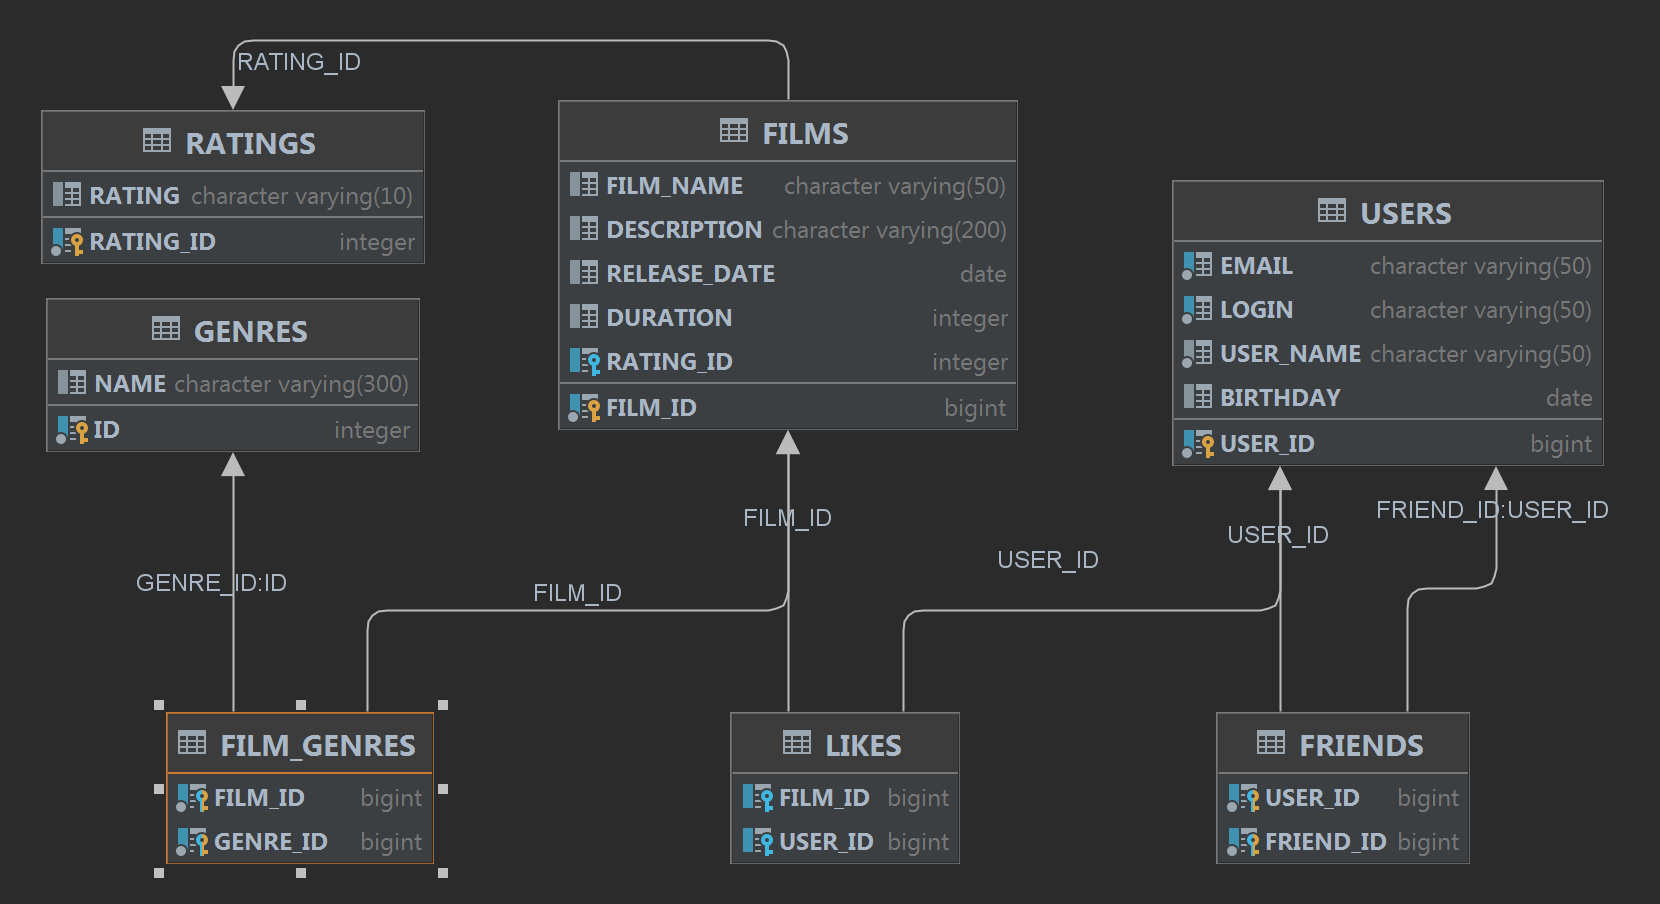 RATING_ID
RATINGS
RATING character varying(10)
RATING_ID integer
GENRES
NAME character varying(300)
ID integer
FILMS
FILM_NAME character varying(50)
DESCRIPTION character varying(200)
RELEASE_DATE date
DURATION integer
RATING_ID integer
FILM_ID bigint
USERS
EMAIL character varying(50)
LOGIN character varying(50)
USER_NAME character varying(50)
BIRTHDAY date
USER_ID bigint
GENRE_ID:ID
FILM_ID
FILM_ID
USER_ID
USER_ID
FRIEND_ID:USER_ID
FILM_GENRES
FILM_ID bigint
GENRE_ID bigint
LIKES
FILM_ID bigint
USER_ID bigint
FRIENDS
USER_ID bigint
FRIEND_ID bigint